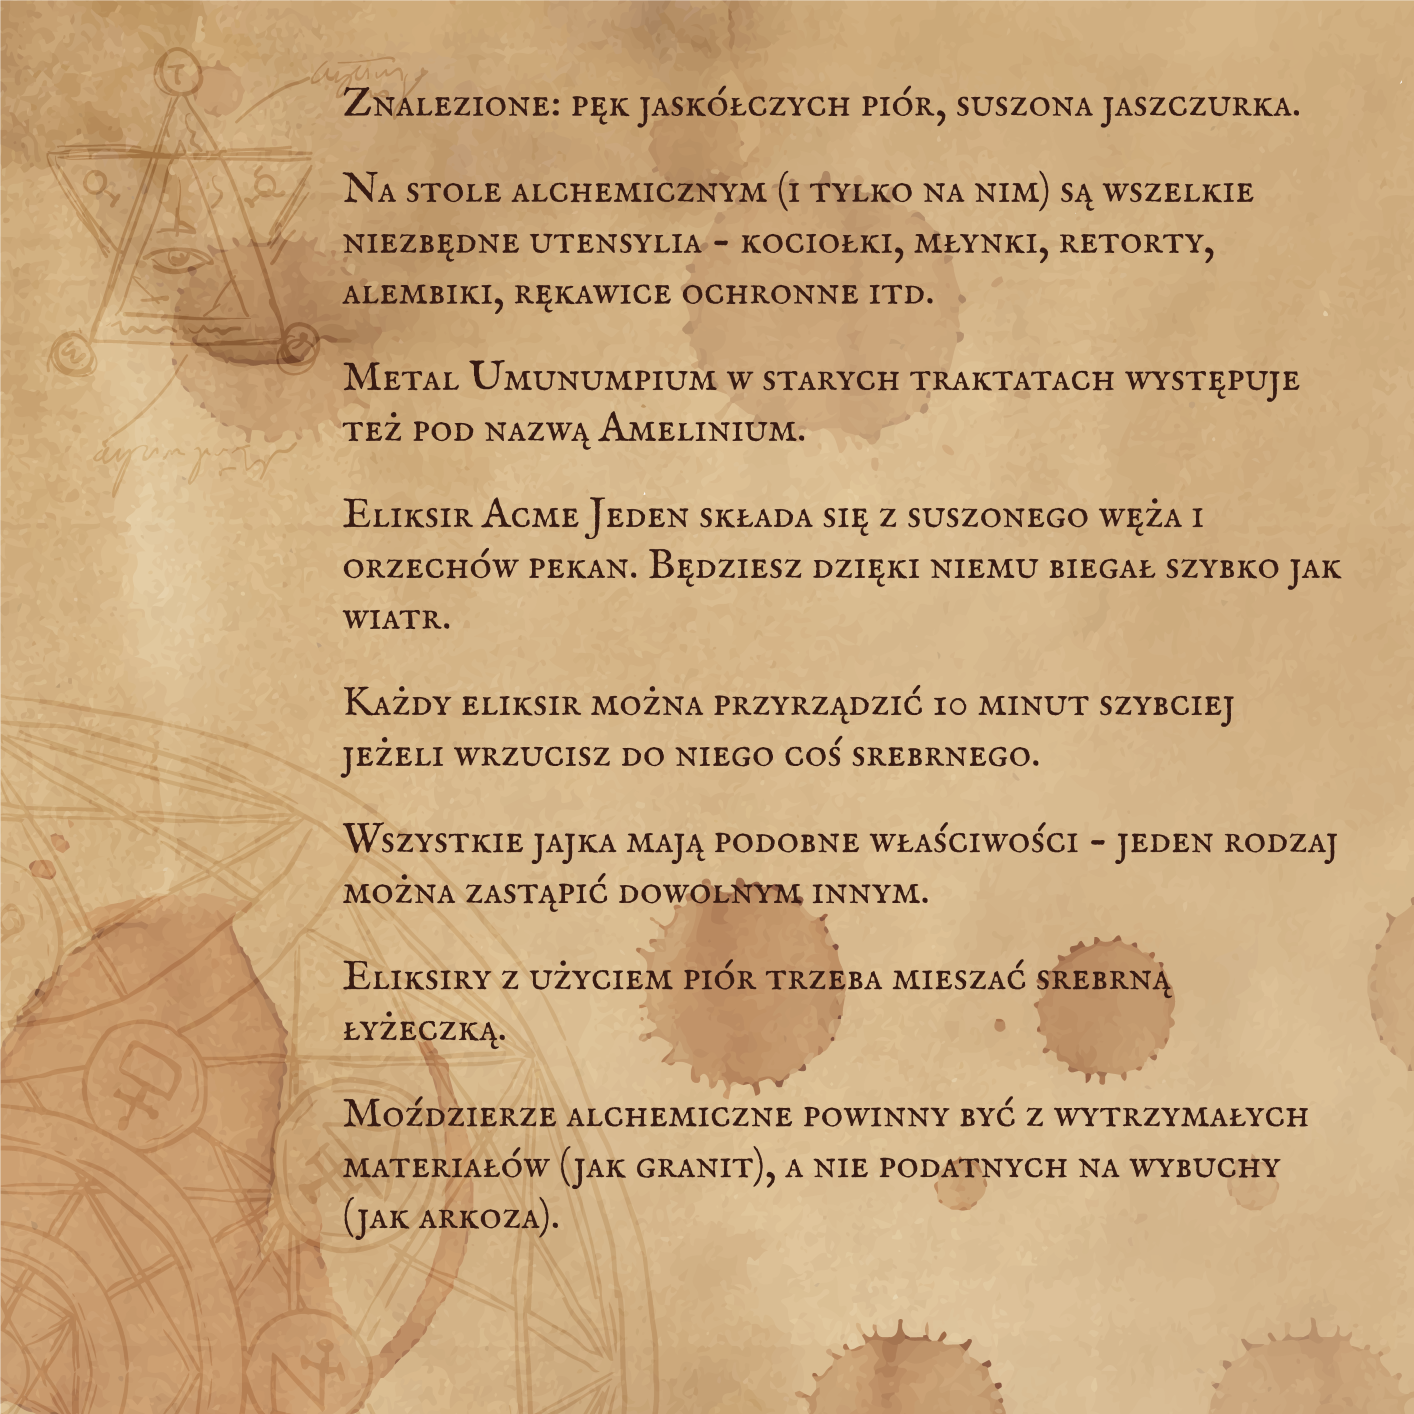 Znalezione: pęk jaskółczych piór, suszona jaszczurka.
Na stole alchemicznym (i tylko na nim) są wszelkie
niezbędne utensylia - kociołki, młynki, retorty,
alembiki, rękawice ochronne itd.
Metal Umunumpium w starych traktatach występuje
też pod nazwą Amelinium.
Eliksir Acme Jeden składa się z suszonego węża i
orzechów pekan. Będziesz dzięki niemu biegał szybko jak
wiatr.
Każdy eliksir można przyrządzić 10 minut szybciej
jeżeli wrzucisz do niego coś srebrnego.
Wszystkie jajka mają podobne właściwości - jeden rodzaj
można zastąpić dowolnym innym.
Eliksiry z użyciem piór trzeba mieszać srebrną
łyżeczką.
Moździerze alchemiczne powinny być z wytrzymałych
materiałów (jak granit), a nie podatnych na wybuchy
(jak arkoza).